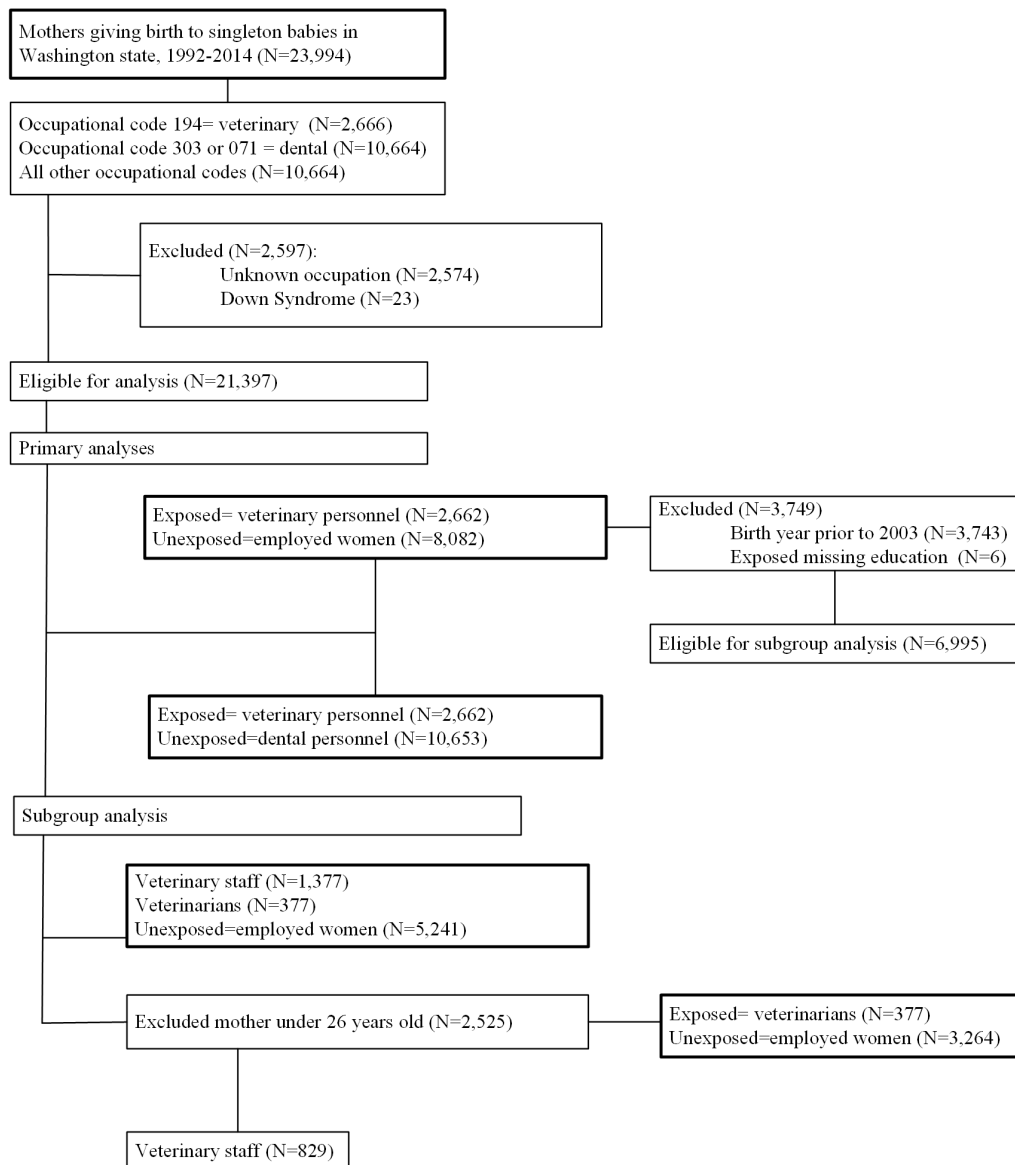 Mothers giving birth to singleton babies in
Washington state, 1992-2014 (N=23,994)
Occupational code 194= veterinary (N=2,666)
Occupational code 303 or 071 = dental (N=10,664)
All other occupational codes (N=10,664)
Excluded (N=2,597):
Unknown occupation (N=2,574)
Down Syndrome (N=23)
Eligible for analysis (N=21,397)
Primary analyses
Exposed= veterinary personnel (N=2,662)
Unexposed=employed women (N=8,082)
Excluded (N=3,749)
Birth year prior to 2003 (N=3,743)
Exposed missing education (N=6)
Eligible for subgroup analysis (N=6,995)
Exposed= veterinary personnel (N=2,662)
Unexposed=dental personnel (N=10,653)
Subgroup analysis
Veterinary staff (N=1,377)
Veterinarians (N=377)
Unexposed=employed women (N=5,241)
Excluded mother under 26 years old (N=2,525)
Exposed= veterinarians (N=377)
Unexposed=employed women (N=3,264)
Veterinary staff (N=829)